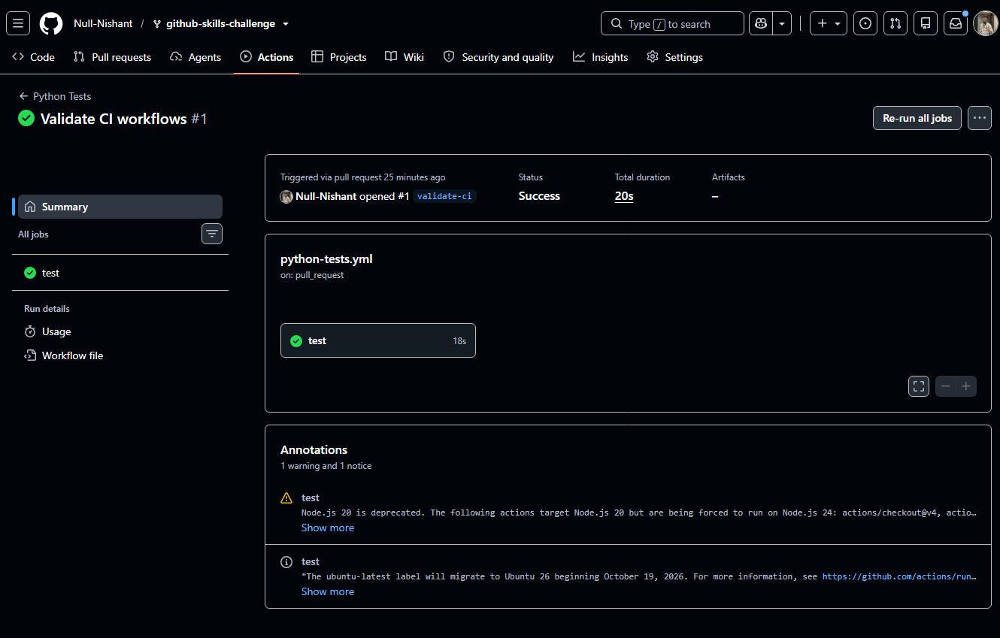 Null-Nishant / github-skills-challenge
Type / to search
Code
Pull requests
Agents
Actions
Projects
Wiki
Security and quality
Insights
Settings
Python Tests
Validate CI workflows #1
Re-run all jobs
Summary
All jobs
test
Run details
Usage
Workflow file
Triggered via pull request 25 minutes ago
Null-Nishant opened #1 validate-ci
Status
Success
Total duration
20s
Artifacts
–
python-tests.yml
on: pull_request
test 18s
Annotations
1 warning and 1 notice
test
Node.js 20 is deprecated. The following actions target Node.js 20 but are being forced to run on Node.js 24: actions/checkout@v4, actio…
Show more
test
"The ubuntu-latest label will migrate to Ubuntu 26 beginning October 19, 2026. For more information, see https://github.com/actions/run…
Show more